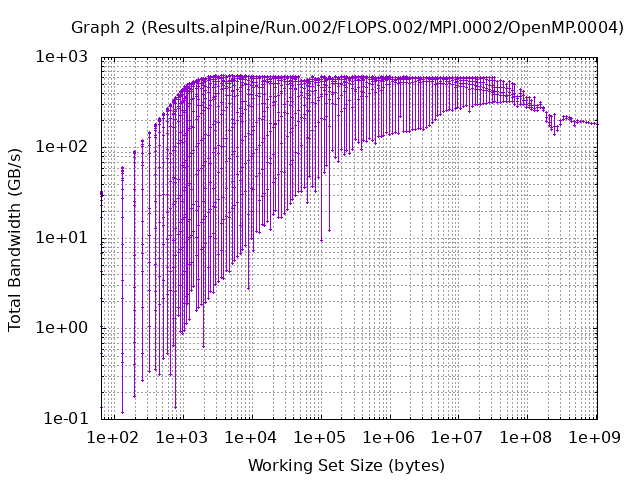 Graph 2 (Results.alpine/Run.002/FLOPS.002/MPI.0002/OpenMP.0004)
1e+03
1e+02
1e+01
1e+00
1e-01
Total Bandwidth (GB/s)
1e+02 1e+03 1e+04 1e+05 1e+06 1e+07 1e+08 1e+09
Working Set Size (bytes)